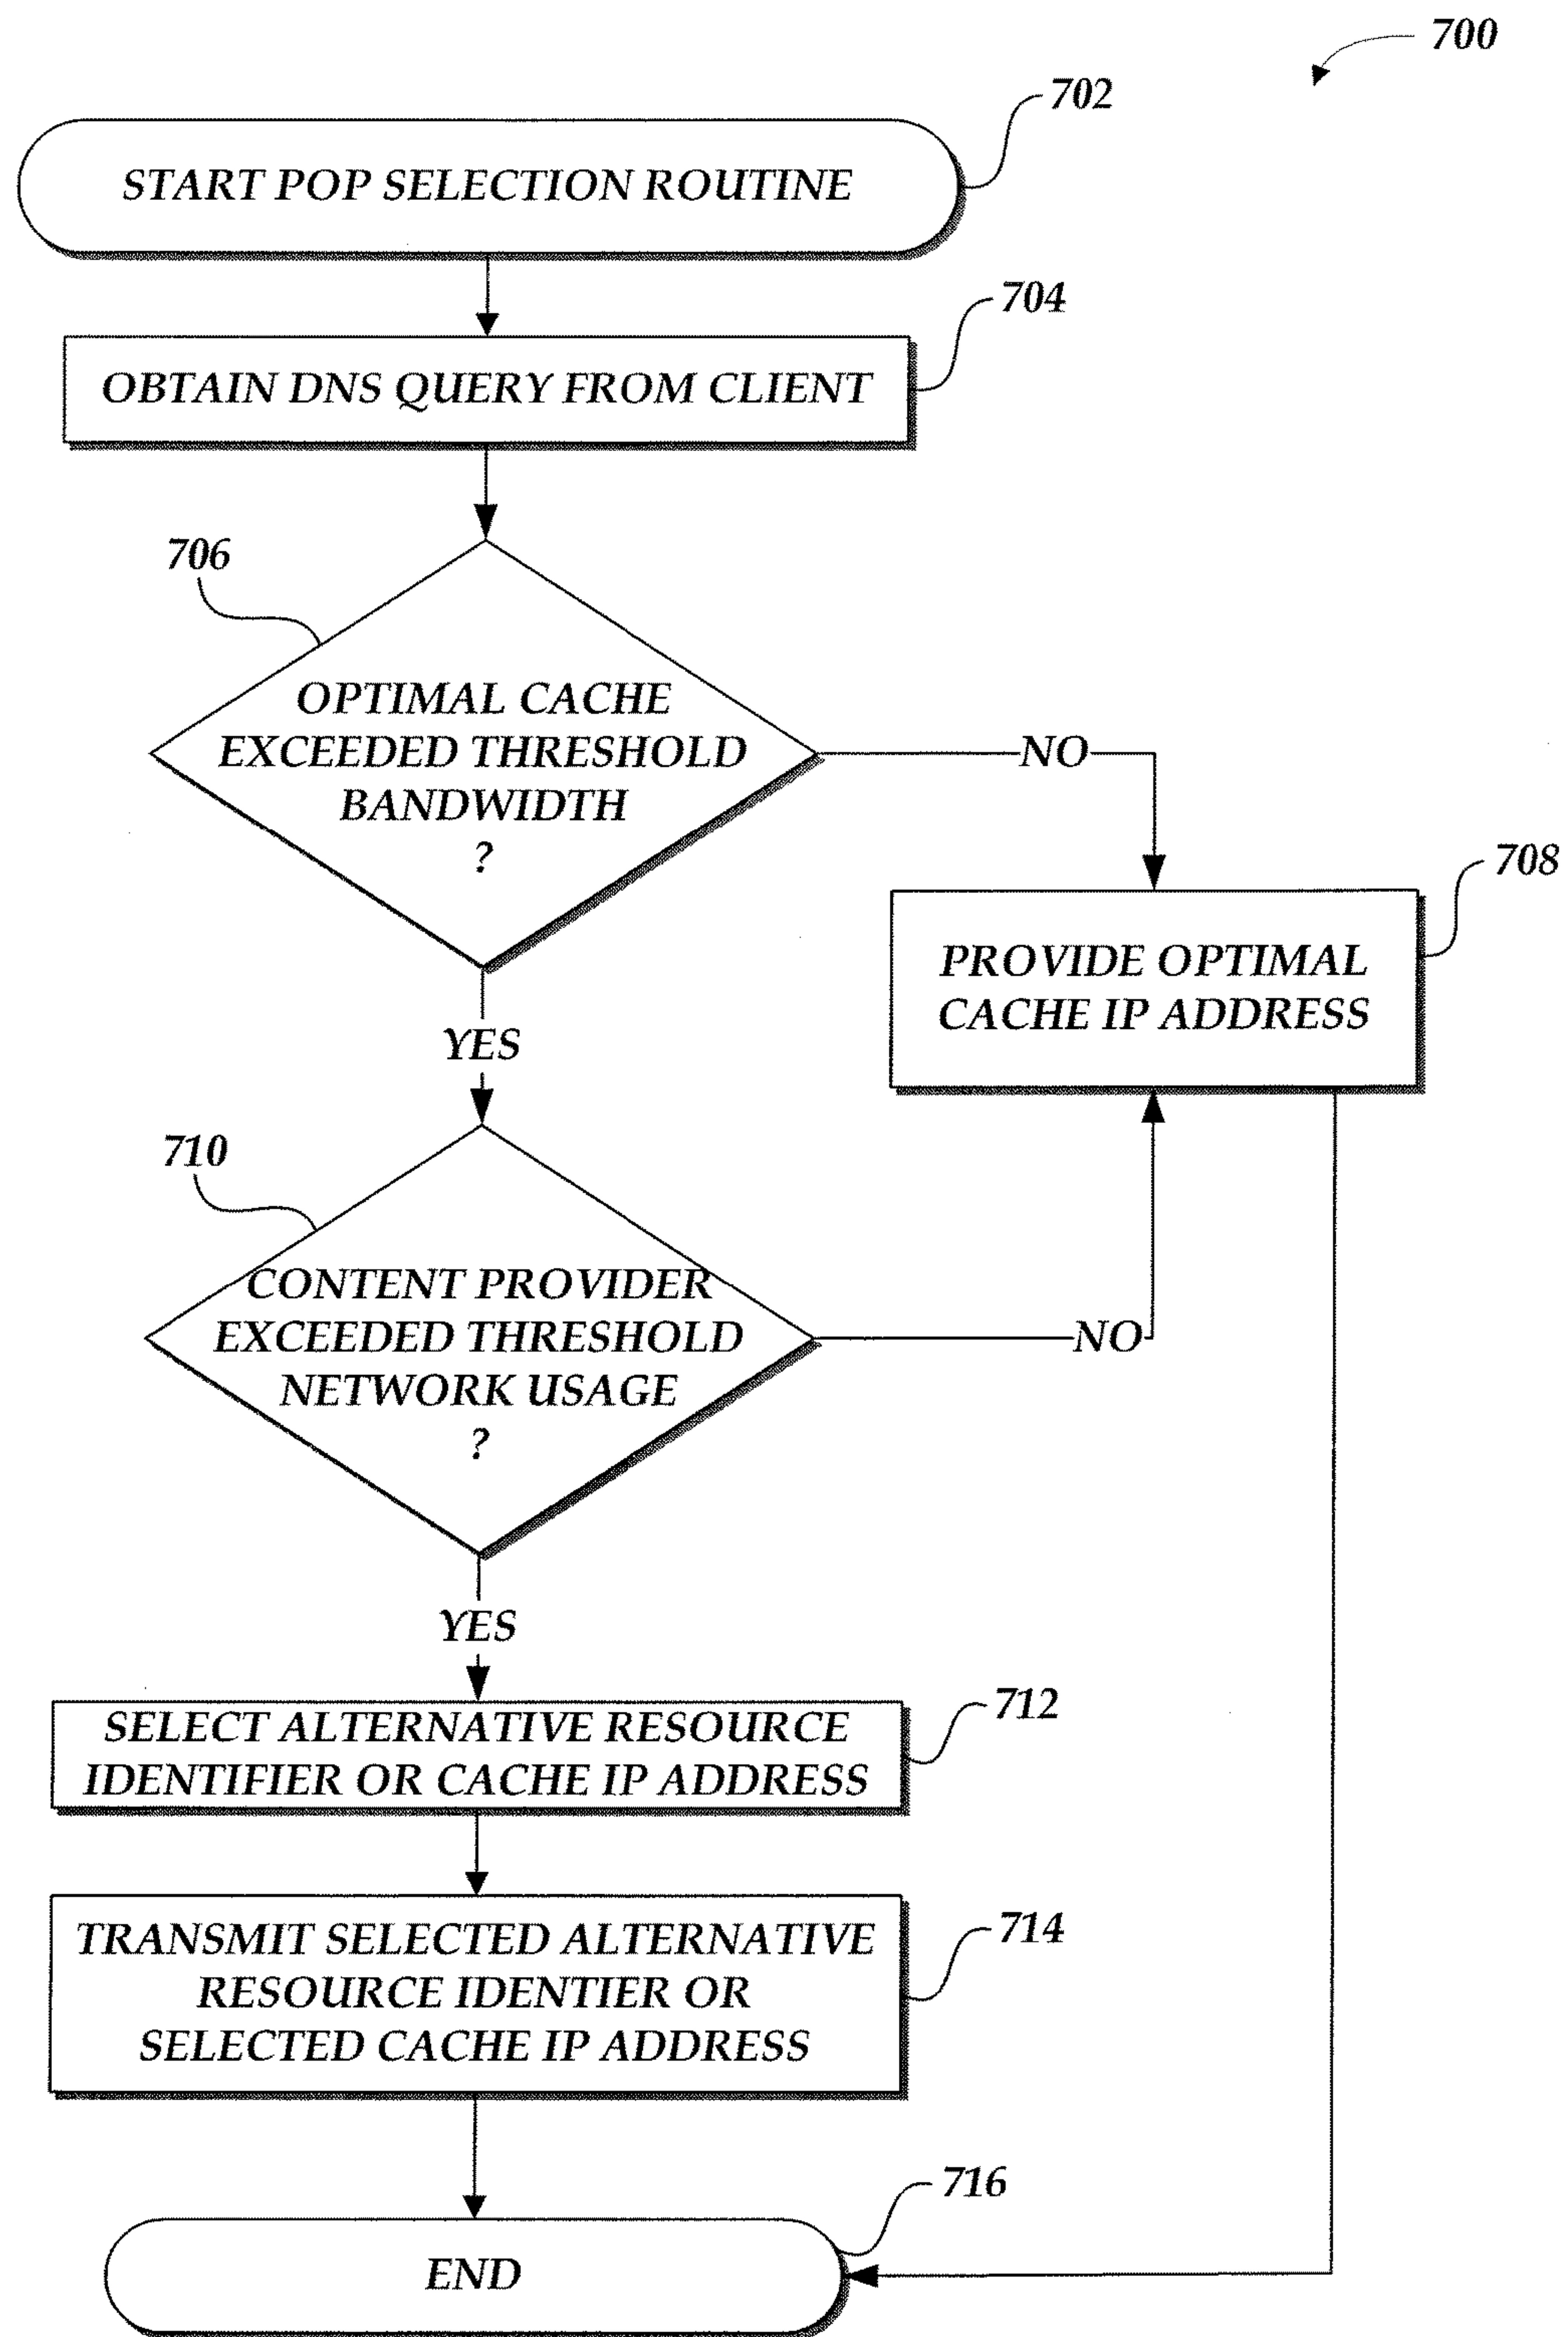 700
702
START POP SELECTION ROUTINE
704
OBTAIN DNS QUERY FROM CLIENT
706
OPTIMAL CACHE
EXCEEDED THRESHOLD
BANDWIDTH
?
NO
708
PROVIDE OPTIMAL
CACHE IP ADDRESS
YES
710
CONTENT PROVIDER
EXCEEDED THRESHOLD
NETWORK USAGE
?
NO
YES
712
SELECT ALTERNATIVE RESOURCE
IDENTIFIER OR CACHE IP ADDRESS
714
TRANSMIT SELECTED ALTERNATIVE
RESOURCE IDENTIER OR
SELECTED CACHE IP ADDRESS
716
END